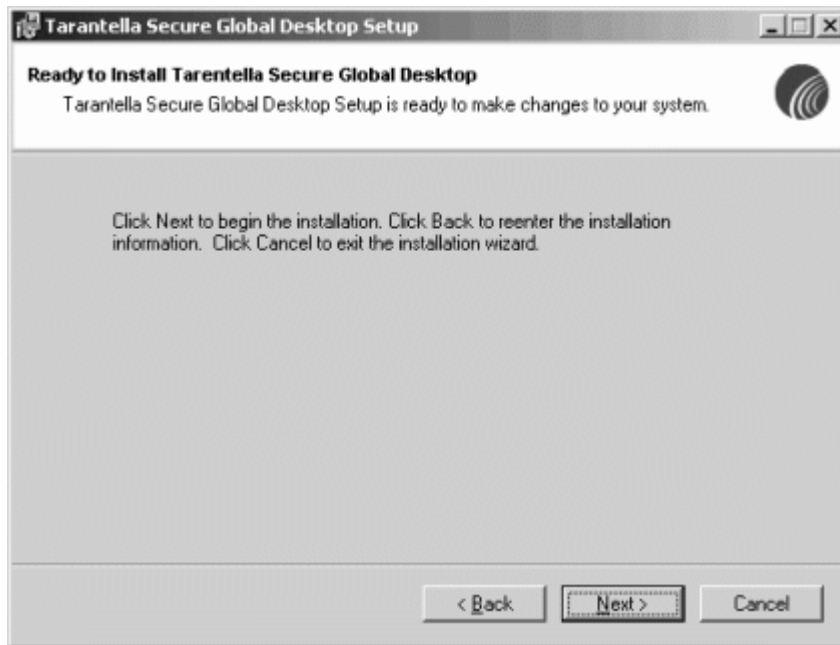 Tarantella Secure Global Desktop Setup
Ready to Install Tarentella Secure Global Desktop
Tarantella Secure Global Desktop Setup is ready to make changes to your system.
Click Next to begin the installation. Click Back to reenter the installation
information. Click Cancel to exit the installation wizard.
< Back
Next >
Cancel